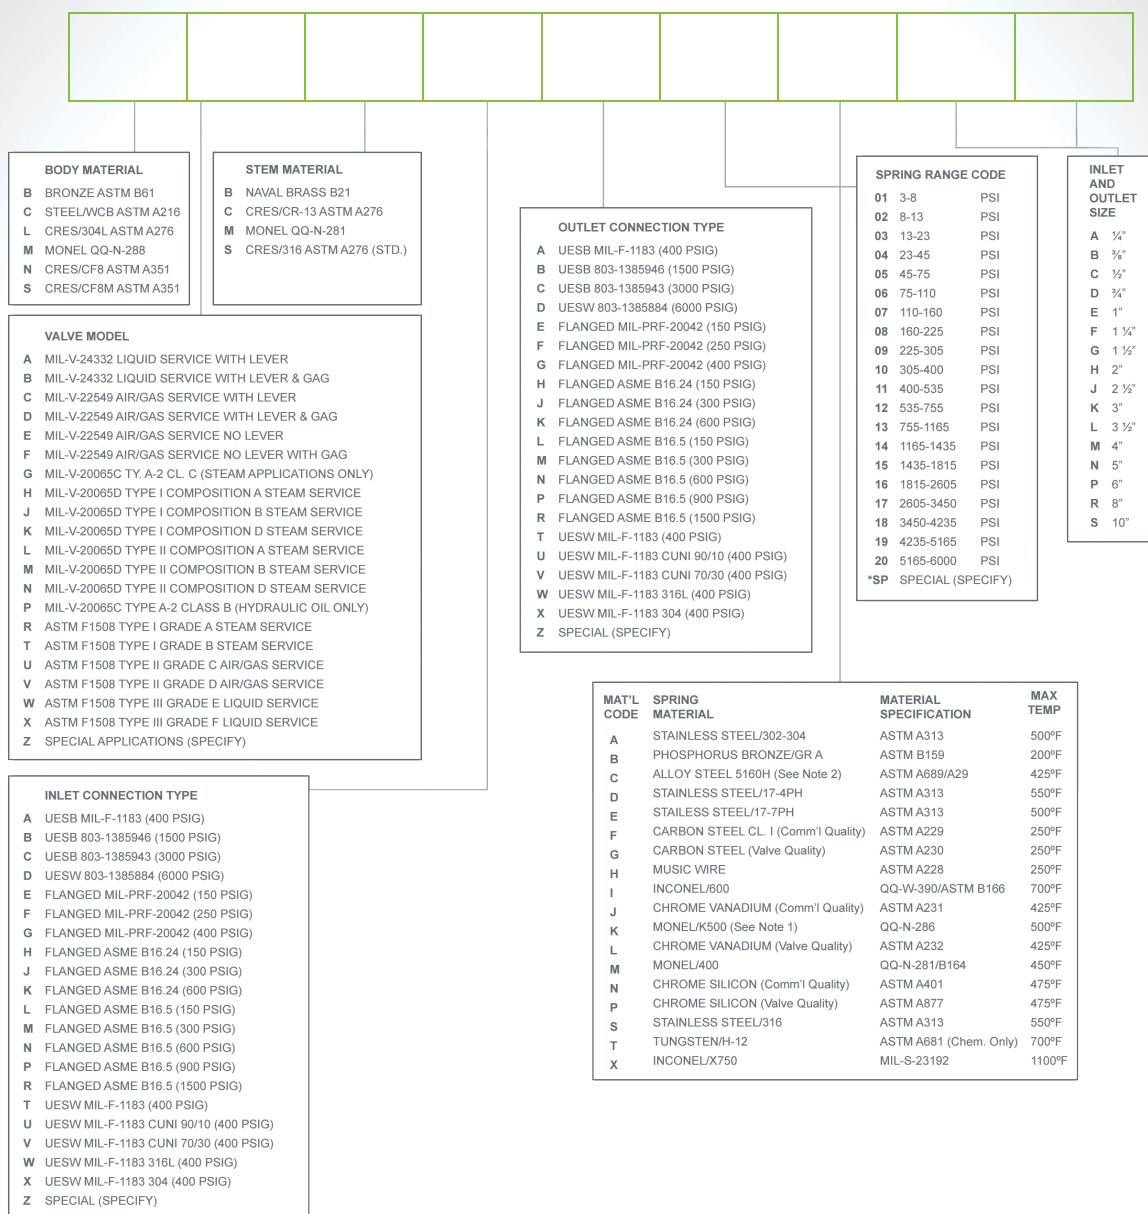 BODY MATERIAL
B BRONZE ASTM B61
C STEEL/WCB ASTM A216
L CRES/304L ASTM A276
M MONEL QQ-N-288
N CRES/CF8 ASTM A351
S CRES/CF8M ASTM A351
STEM MATERIAL
B NAVAL BRASS B21
C CRES/CR-13 ASTM A276
M MONEL QQ-N-281
S CRES/316 ASTM A276 (STD.)
VALVE MODEL
A MIL-V-24332 LIQUID SERVICE WITH LEVER
B MIL-V-24332 LIQUID SERVICE WITH LEVER & GAG
C MIL-V-22549 AIR/GAS SERVICE WITH LEVER
D MIL-V-22549 AIR/GAS SERVICE WITH LEVER & GAG
E MIL-V-22549 AIR/GAS SERVICE NO LEVER
F MIL-V-22549 AIR/GAS SERVICE NO LEVER WITH GAG
G MIL-V-20065C TY. A-2 CL. C (STEAM APPLICATIONS ONLY)
H MIL-V-20065D TYPE I COMPOSITION A STEAM SERVICE
J MIL-V-20065D TYPE I COMPOSITION B STEAM SERVICE
K MIL-V-20065D TYPE I COMPOSITION D STEAM SERVICE
L MIL-V-20065D TYPE II COMPOSITION A STEAM SERVICE
M MIL-V-20065D TYPE II COMPOSITION B STEAM SERVICE
N MIL-V-20065D TYPE II COMPOSITION D STEAM SERVICE
P MIL-V-20065C TYPE A-2 CLASS B (HYDRAULIC OIL ONLY)
R ASTM F1508 TYPE I GRADE A STEAM SERVICE
T ASTM F1508 TYPE I GRADE B STEAM SERVICE
U ASTM F1508 TYPE II GRADE C AIR/GAS SERVICE
V ASTM F1508 TYPE II GRADE D AIR/GAS SERVICE
W ASTM F1508 TYPE III GRADE E LIQUID SERVICE
X ASTM F1508 TYPE III GRADE F LIQUID SERVICE
Z SPECIAL APPLICATIONS (SPECIFY)
INLET CONNECTION TYPE
A UESB MIL-F-1183 (400 PSIG)
B UESB 803-1385946 (1500 PSIG)
C UESB 803-1385943 (3000 PSIG)
D UESW 803-1385884 (6000 PSIG)
E FLANGED MIL-PRF-20042 (150 PSIG)
F FLANGED MIL-PRF-20042 (250 PSIG)
G FLANGED MIL-PRF-20042 (400 PSIG)
H FLANGED ASME B16.24 (150 PSIG)
J FLANGED ASME B16.24 (300 PSIG)
K FLANGED ASME B16.24 (600 PSIG)
L FLANGED ASME B16.5 (150 PSIG)
M FLANGED ASME B16.5 (300 PSIG)
N FLANGED ASME B16.5 (600 PSIG)
P FLANGED ASME B16.5 (900 PSIG)
R FLANGED ASME B16.5 (1500 PSIG)
T UESW MIL-F-1183 (400 PSIG)
U UESW MIL-F-1183 CUNI 90/10 (400 PSIG)
V UESW MIL-F-1183 CUNI 70/30 (400 PSIG)
W UESW MIL-F-1183 316L (400 PSIG)
X UESW MIL-F-1183 304 (400 PSIG)
Z SPECIAL (SPECIFY)
OUTLET CONNECTION TYPE
A UESB MIL-F-1183 (400 PSIG)
B UESB 803-1385946 (1500 PSIG)
C UESB 803-1385943 (3000 PSIG)
D UESW 803-1385884 (6000 PSIG)
E FLANGED MIL-PRF-20042 (150 PSIG)
F FLANGED MIL-PRF-20042 (250 PSIG)
G FLANGED MIL-PRF-20042 (400 PSIG)
H FLANGED ASME B16.24 (150 PSIG)
J FLANGED ASME B16.24 (300 PSIG)
K FLANGED ASME B16.24 (600 PSIG)
L FLANGED ASME B16.5 (150 PSIG)
M FLANGED ASME B16.5 (300 PSIG)
N FLANGED ASME B16.5 (600 PSIG)
P FLANGED ASME B16.5 (900 PSIG)
R FLANGED ASME B16.5 (1500 PSIG)
T UESW MIL-F-1183 (400 PSIG)
U UESW MIL-F-1183 CUNI 90/10 (400 PSIG)
V UESW MIL-F-1183 CUNI 70/30 (400 PSIG)
W UESW MIL-F-1183 316L (400 PSIG)
X UESW MIL-F-1183 304 (400 PSIG)
Z SPECIAL (SPECIFY)
SPRING RANGE CODE
01 3-8 PSI
02 8-13 PSI
03 13-23 PSI
04 23-45 PSI
05 45-75 PSI
06 75-110 PSI
07 110-160 PSI
08 160-225 PSI
09 225-305 PSI
10 305-400 PSI
11 400-535 PSI
12 535-755 PSI
13 755-1165 PSI
14 1165-1435 PSI
15 1435-1815 PSI
16 1815-2605 PSI
17 2605-3450 PSI
18 3450-4235 PSI
19 4235-5165 PSI
20 5165-6000 PSI
*SP SPECIAL (SPECIFY)
INLET
AND
OUTLET
SIZE
A ¼"
B ⅜"
C ½"
D ¾"
E 1"
F 1 ¼"
G 1 ½"
H 2"
J 2 ½"
K 3"
L 3 ½"
M 4"
N 5"
P 6"
R 8"
S 10"
MAT'L SPRING MATERIAL MAX
CODE MATERIAL SPECIFICATION TEMP
A STAINLESS STEEL/302-304 ASTM A313 500ºF
B PHOSPHORUS BRONZE/GR A ASTM B159 200ºF
C ALLOY STEEL 5160H (See Note 2) ASTM A689/A29 425ºF
D STAINLESS STEEL/17-4PH ASTM A313 550ºF
E STAILESS STEEL/17-7PH ASTM A313 500ºF
F CARBON STEEL CL. I (Comm'l Quality) ASTM A229 250ºF
G CARBON STEEL (Valve Quality) ASTM A230 250ºF
H MUSIC WIRE ASTM A228 250ºF
I INCONEL/600 QQ-W-390/ASTM B166 700ºF
J CHROME VANADIUM (Comm'l Quality) ASTM A231 425ºF
K MONEL/K500 (See Note 1) QQ-N-286 500ºF
L CHROME VANADIUM (Valve Quality) ASTM A232 425ºF
M MONEL/400 QQ-N-281/B164 450ºF
N CHROME SILICON (Comm'l Quality) ASTM A401 475ºF
P CHROME SILICON (Valve Quality) ASTM A877 475ºF
S STAINLESS STEEL/316 ASTM A313 550ºF
T TUNGSTEN/H-12 ASTM A681 (Chem. Only) 700ºF
X INCONEL/X750 MIL-S-23192 1100ºF